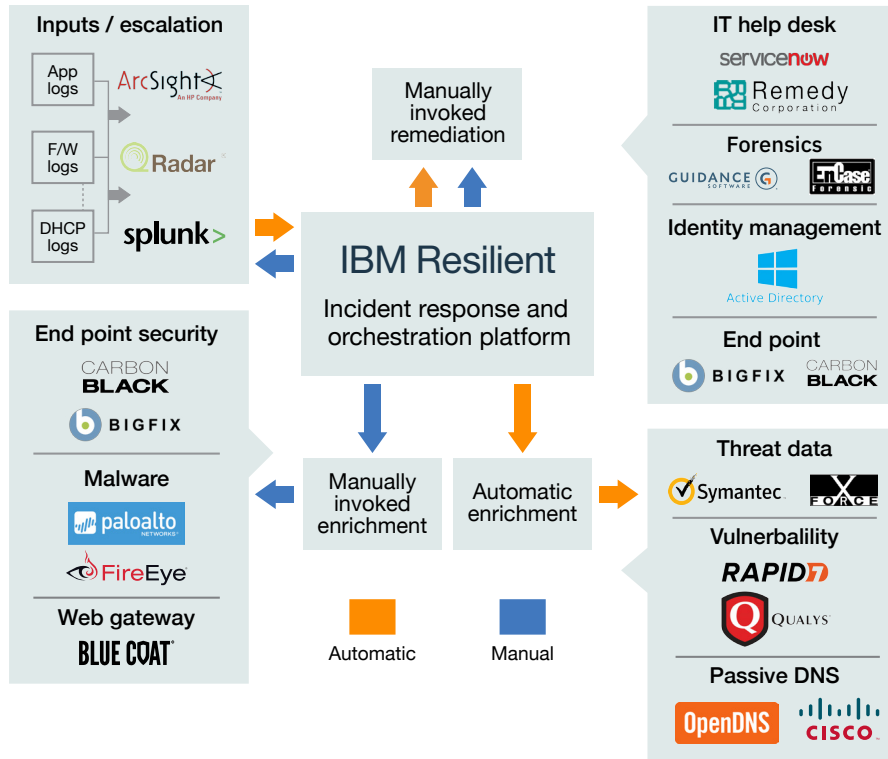 Inputs / escalation
App
logs
F/W
logs
DHCP
logs
ArcSight
An HP Company
QRadar
splunk>
Manually
invoked
remediation
IBM Resilient
Incident response and
orchestration platform
IT help desk
servicenow
Remedy
Corporation
Forensics
GUIDANCE G
SOFTWARE
EnCase
Forensic
Identity management
Active Directory
End point
b BIGFIX
CARBON
BLACK
End point security
CARBON
BLACK
b BIGFIX
Malware
paloalto
NETWORKS
FireEye
Web gateway
BLUE COAT
Manually
invoked
enrichment
Automatic
enrichment
Automatic
Manual
Threat data
Symantec.
X
FORCE
Vulnerbalility
RAPID7
Q QUALYS
Passive DNS
OpenDNS
CISCO